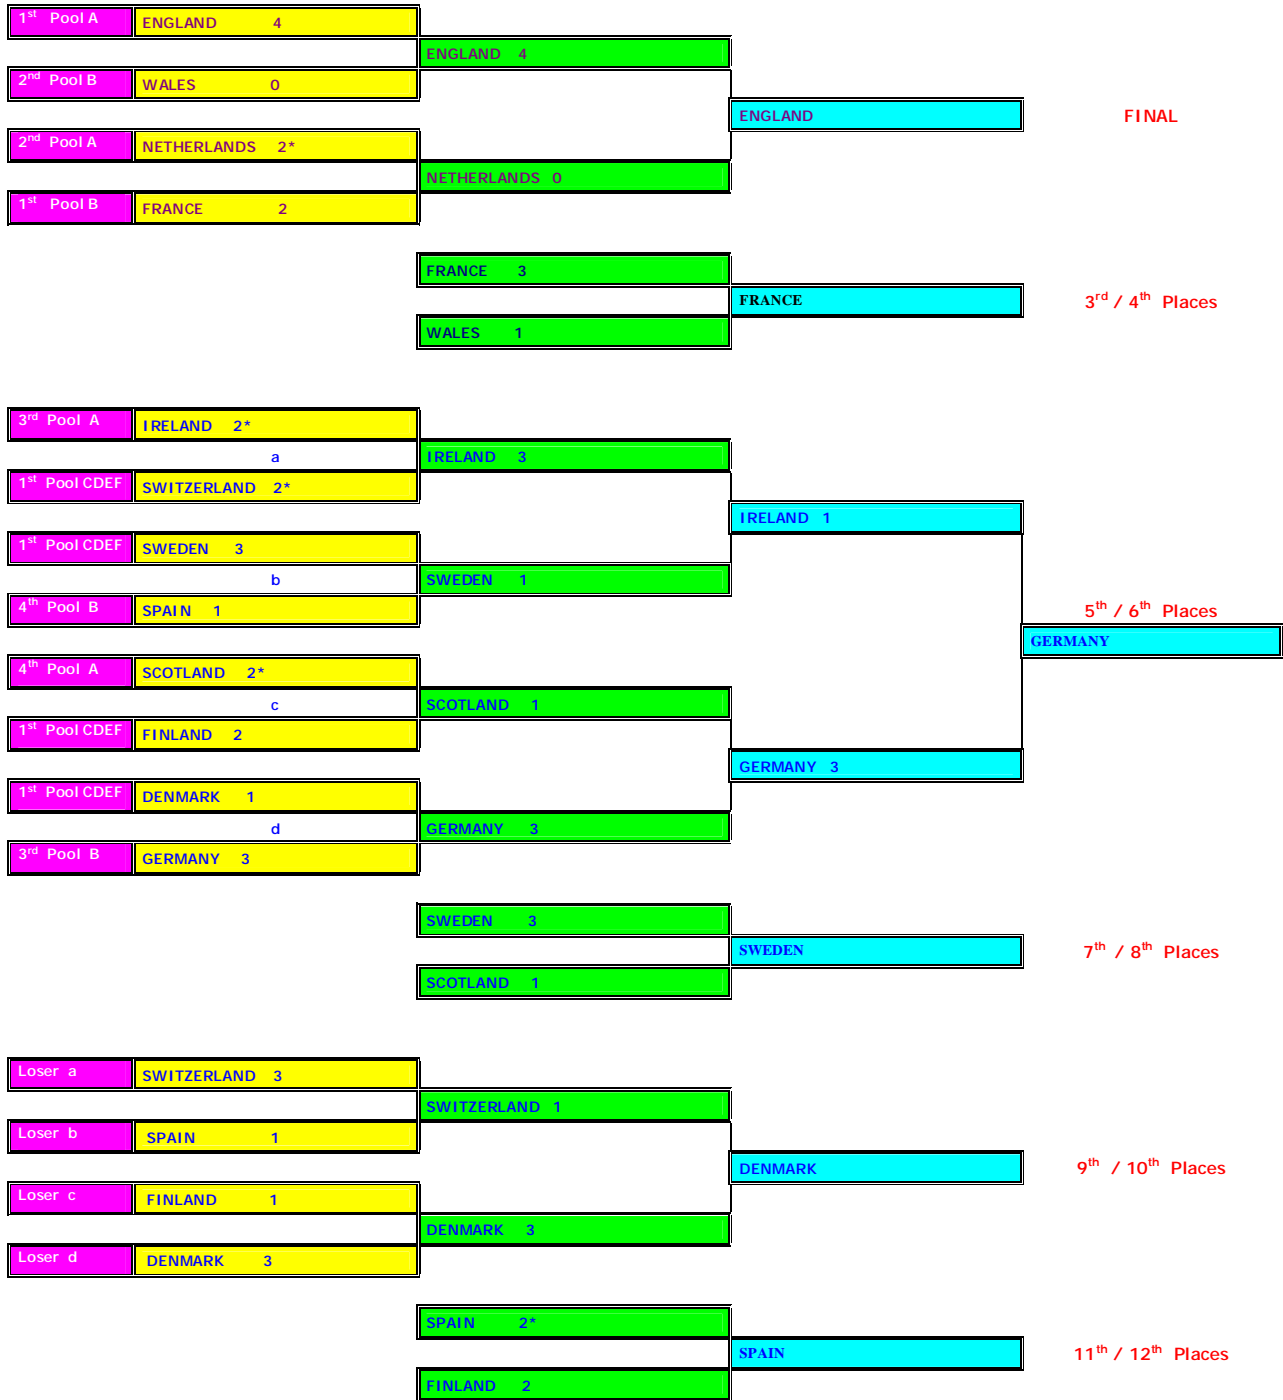 1st Pool A ENGLAND 4
ENGLAND 4
2nd Pool B WALES 0
ENGLAND FINAL
2nd Pool A NETHERLANDS 2*
NETHERLANDS 0
1st Pool B FRANCE 2
FRANCE 3
FRANCE 3rd / 4th Places
WALES 1
3rd Pool A IRELAND 2*
a IRELAND 3
1st Pool CDEF SWITZERLAND 2*
IRELAND 1
1st Pool CDEF SWEDEN 3
b SWEDEN 1
4th Pool B SPAIN 1 5th / 6th Places
GERMANY
4th Pool A SCOTLAND 2*
c SCOTLAND 1
1st Pool CDEF FINLAND 2
GERMANY 3
1st Pool CDEF DENMARK 1
d GERMANY 3
3rd Pool B GERMANY 3
SWEDEN 3
SWEDEN 7th / 8th Places
SCOTLAND 1
Loser a SWITZERLAND 3
SWITZERLAND 1
Loser b SPAIN 1
DENMARK 9th / 10th Places
Loser c FINLAND 1
DENMARK 3
Loser d DENMARK 3
SPAIN 2*
SPAIN 11th / 12th Places
FINLAND 2